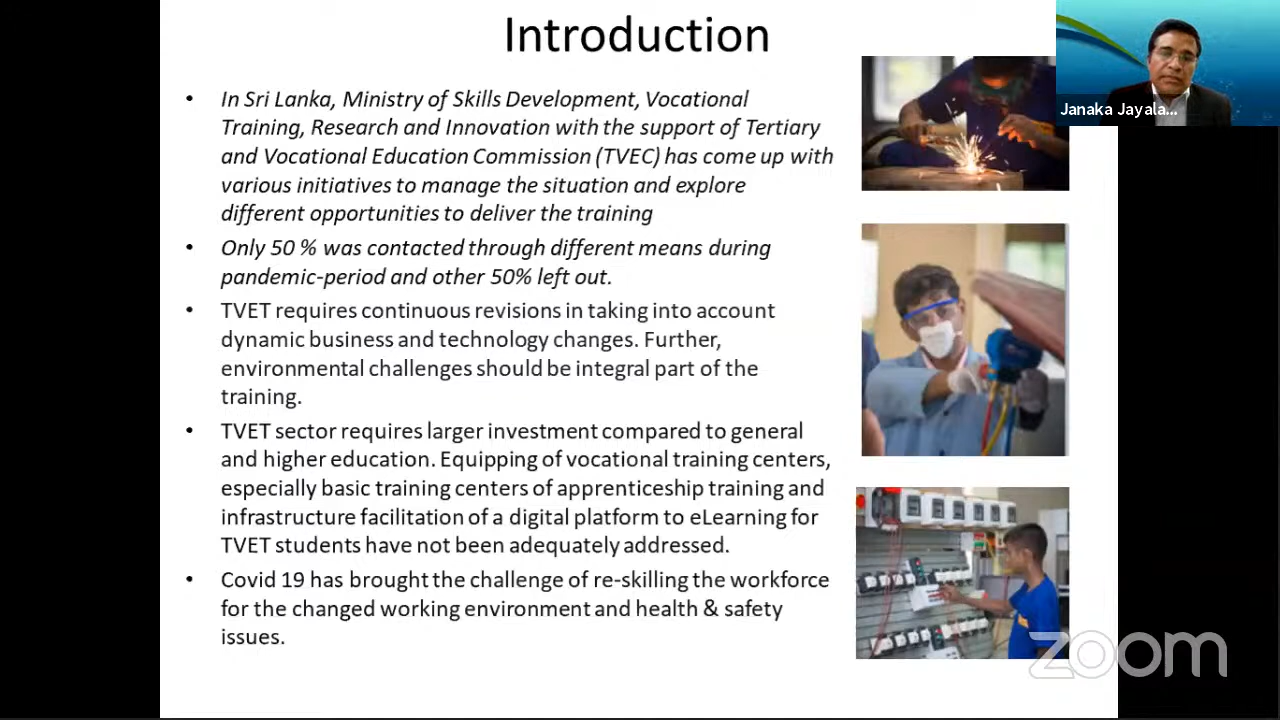 Introduction
Janaka Jayala...
• In Sri Lanka, Ministry of Skills Development, Vocational
Training, Research and Innovation with the support of Tertiary
and Vocational Education Commission (TVEC) has come up with
various initiatives to manage the situation and explore
different opportunities to deliver the training
• Only 50 % was contacted through different means during
pandemic-period and other 50% left out.
• TVET requires continuous revisions in taking into account
dynamic business and technology changes. Further,
environmental challenges should be integral part of the
training.
• TVET sector requires larger investment compared to general
and higher education. Equipping of vocational training centers,
especially basic training centers of apprenticeship training and
infrastructure facilitation of a digital platform to eLearning for
TVET students have not been adequately addressed.
• Covid 19 has brought the challenge of re-skilling the workforce
for the changed working environment and health & safety
issues.
zoom